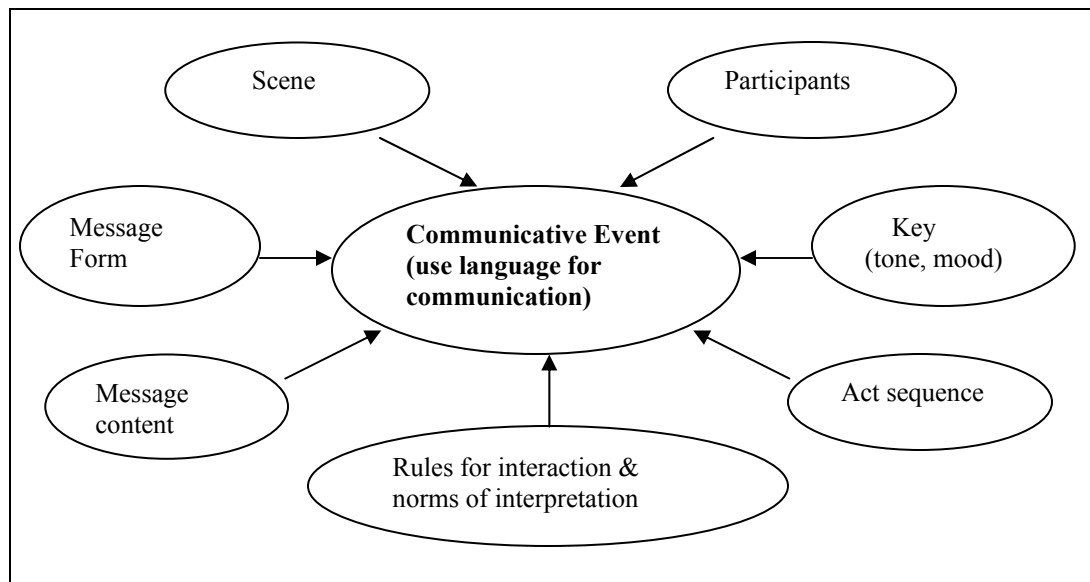 Scene
Participants
Message
Form
Communicative Event
(use language for
communication)
Key
(tone, mood)
Message
content
Act sequence
Rules for interaction &
norms of interpretation